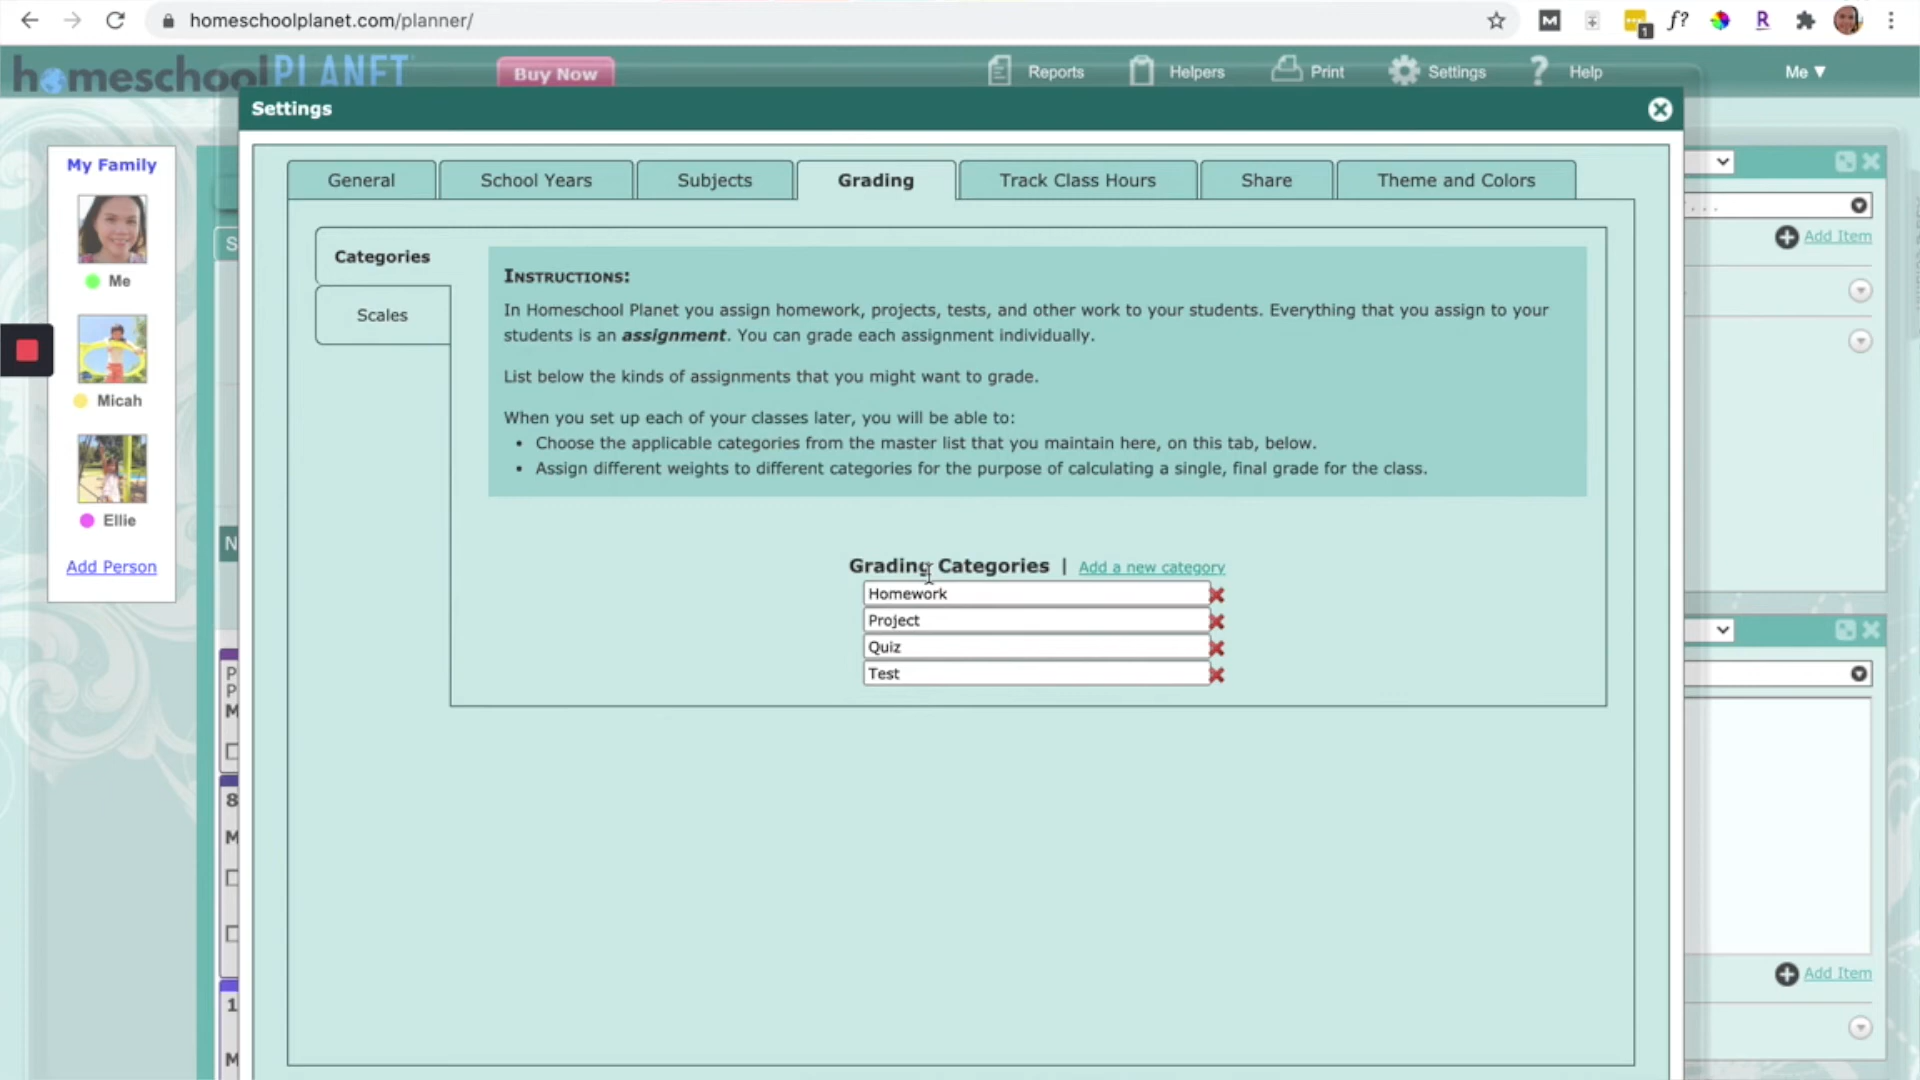 homeschoolplanet.com/planner/
homeschoolPLANET
Buy Now
Reports
Helpers
Print
Settings
Help
Me ▼
Settings
My Family
Me
Micah
Ellie
Add Person
General
School Years
Subjects
Grading
Track Class Hours
Share
Theme and Colors
Categories
Scales
INSTRUCTIONS:
In Homeschool Planet you assign homework, projects, tests, and other work to your students. Everything that you assign to your
students is an assignment. You can grade each assignment individually.
List below the kinds of assignments that you might want to grade.
When you set up each of your classes later, you will be able to:
• Choose the applicable categories from the master list that you maintain here, on this tab, below.
• Assign different weights to different categories for the purpose of calculating a single, final grade for the class.
Grading Categories | Add a new category
Homework
Project
Quiz
Test
Add Item
Add Item